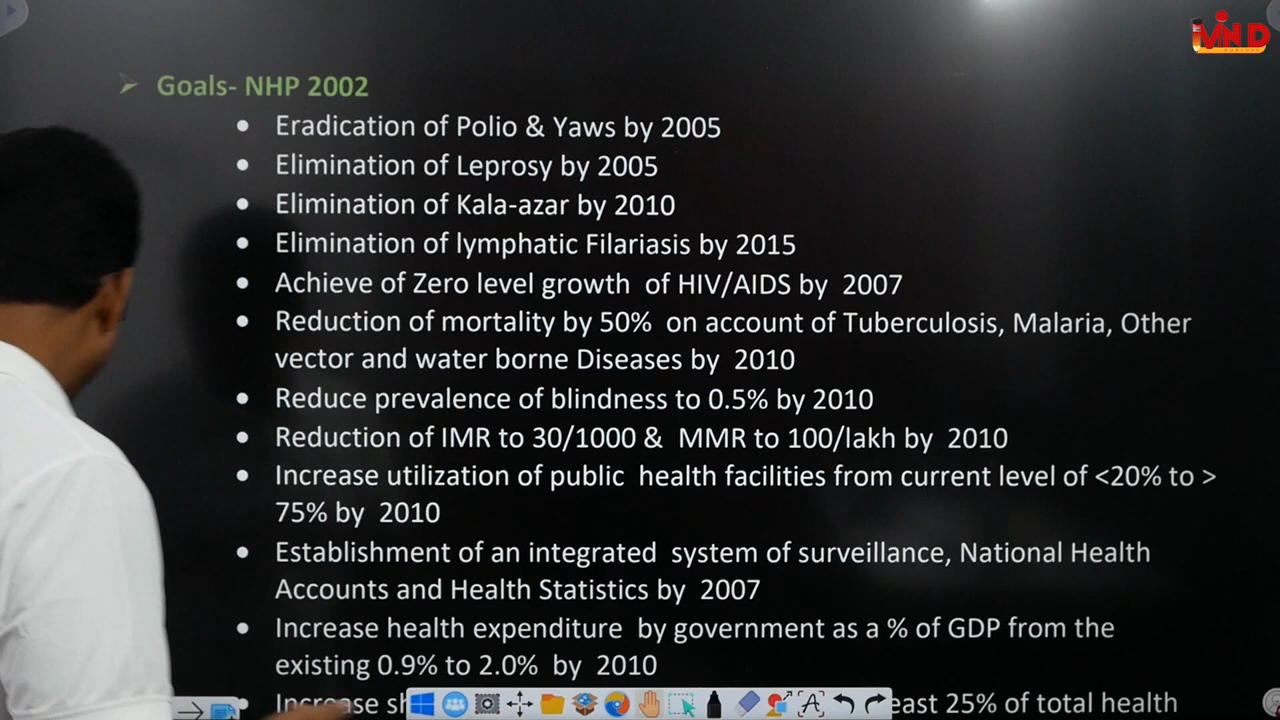 Goals- NHP 2002
Eradication of Polio & Yaws by 2005
Elimination of Leprosy by 2005
Elimination of Kala-azar by 2010
Elimination of lymphatic Filariasis by 2015
Achieve of Zero level growth of HIV/AIDS by 2007
Reduction of mortality by 50% on account of Tuberculosis, Malaria, Other
vector and water borne Diseases by 2010
Reduce prevalence of blindness to 0.5% by 2010
Reduction of IMR to 30/1000 & MMR to 100/lakh by 2010
Increase utilization of public health facilities from current level of <20% to >
75% by 2010
Establishment of an integrated system of surveillance, National Health
Accounts and Health Statistics by 2007
Increase health expenditure by government as a % of GDP from the
existing 0.9% to 2.0% by 2010
Increase 25% of total health